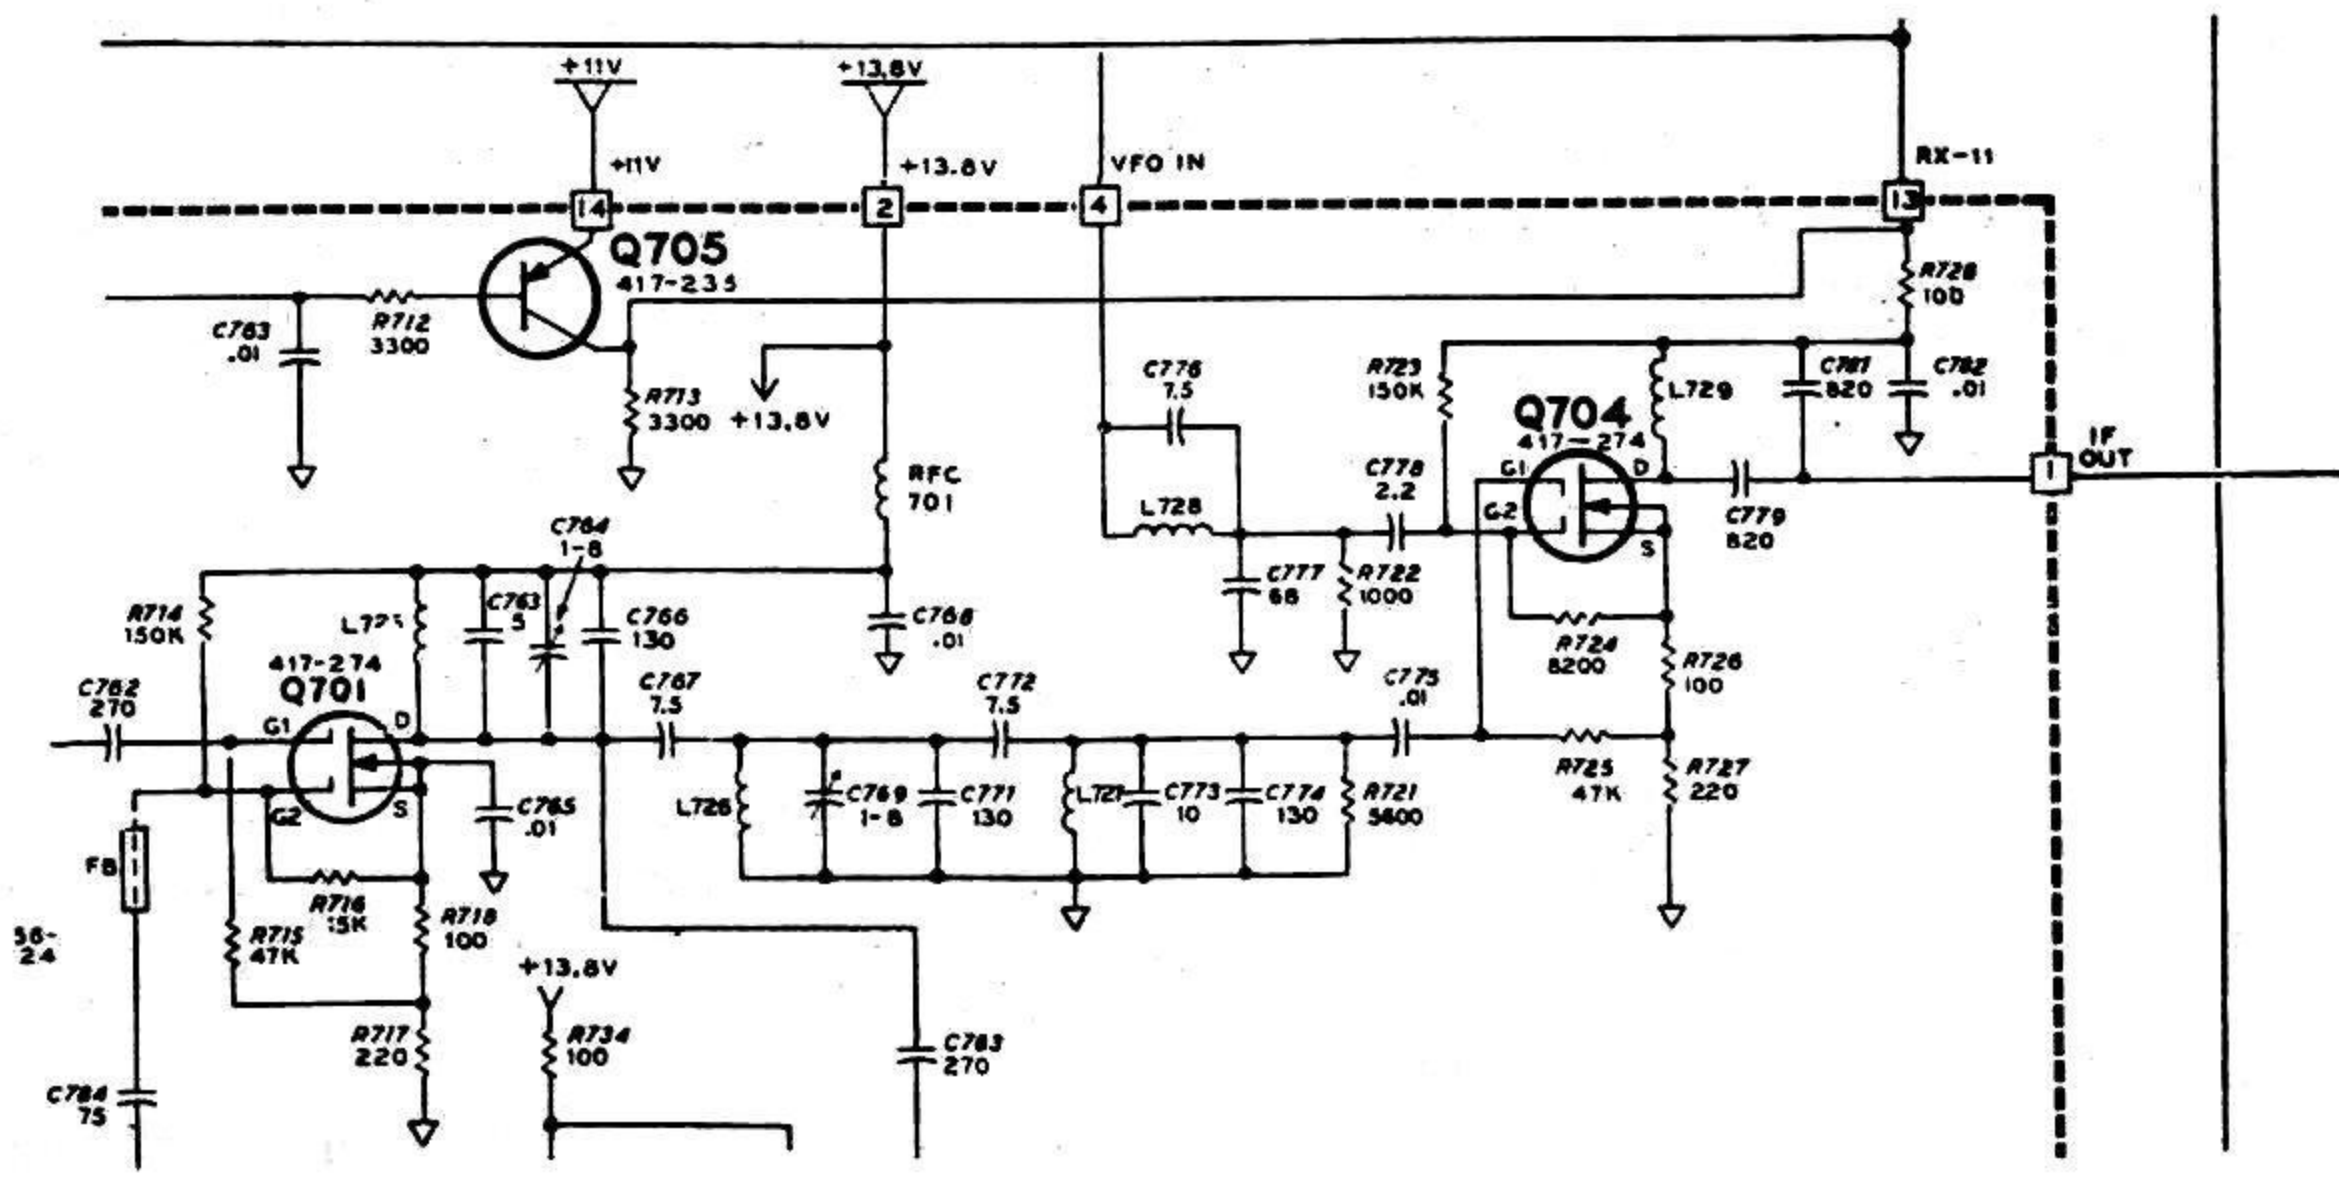 +11V
+13.8V
+11V
+13.8V
VFO IN
RX-11
14
2
4
13
Q705
417-235
R728
100
C763
.01
R712
3300
R713
3300
+13.8V
C776
7.5
R723
150K
Q704
417-274
L729
C781
820
C782
.01
IF
OUT
1
RFC
701
L728
C778
2.2
G1
D
G2
S
C779
820
C764
1-8
R714
150K
C763
5
C766
130
C768
.01
C777
68
R722
1000
R724
8200
R726
100
417-274
Q701
C762
270
G1
D
G2
S
C767
7.5
C772
7.5
C775
.01
C765
.01
L726
C769
1-8
C771
130
L727
C773
10
C774
130
R721
5600
R725
47K
R727
220
FB
R716
R718
100
R715
47K
56-
24
+13.8V
R717
220
R734
100
C783
270
C784
75